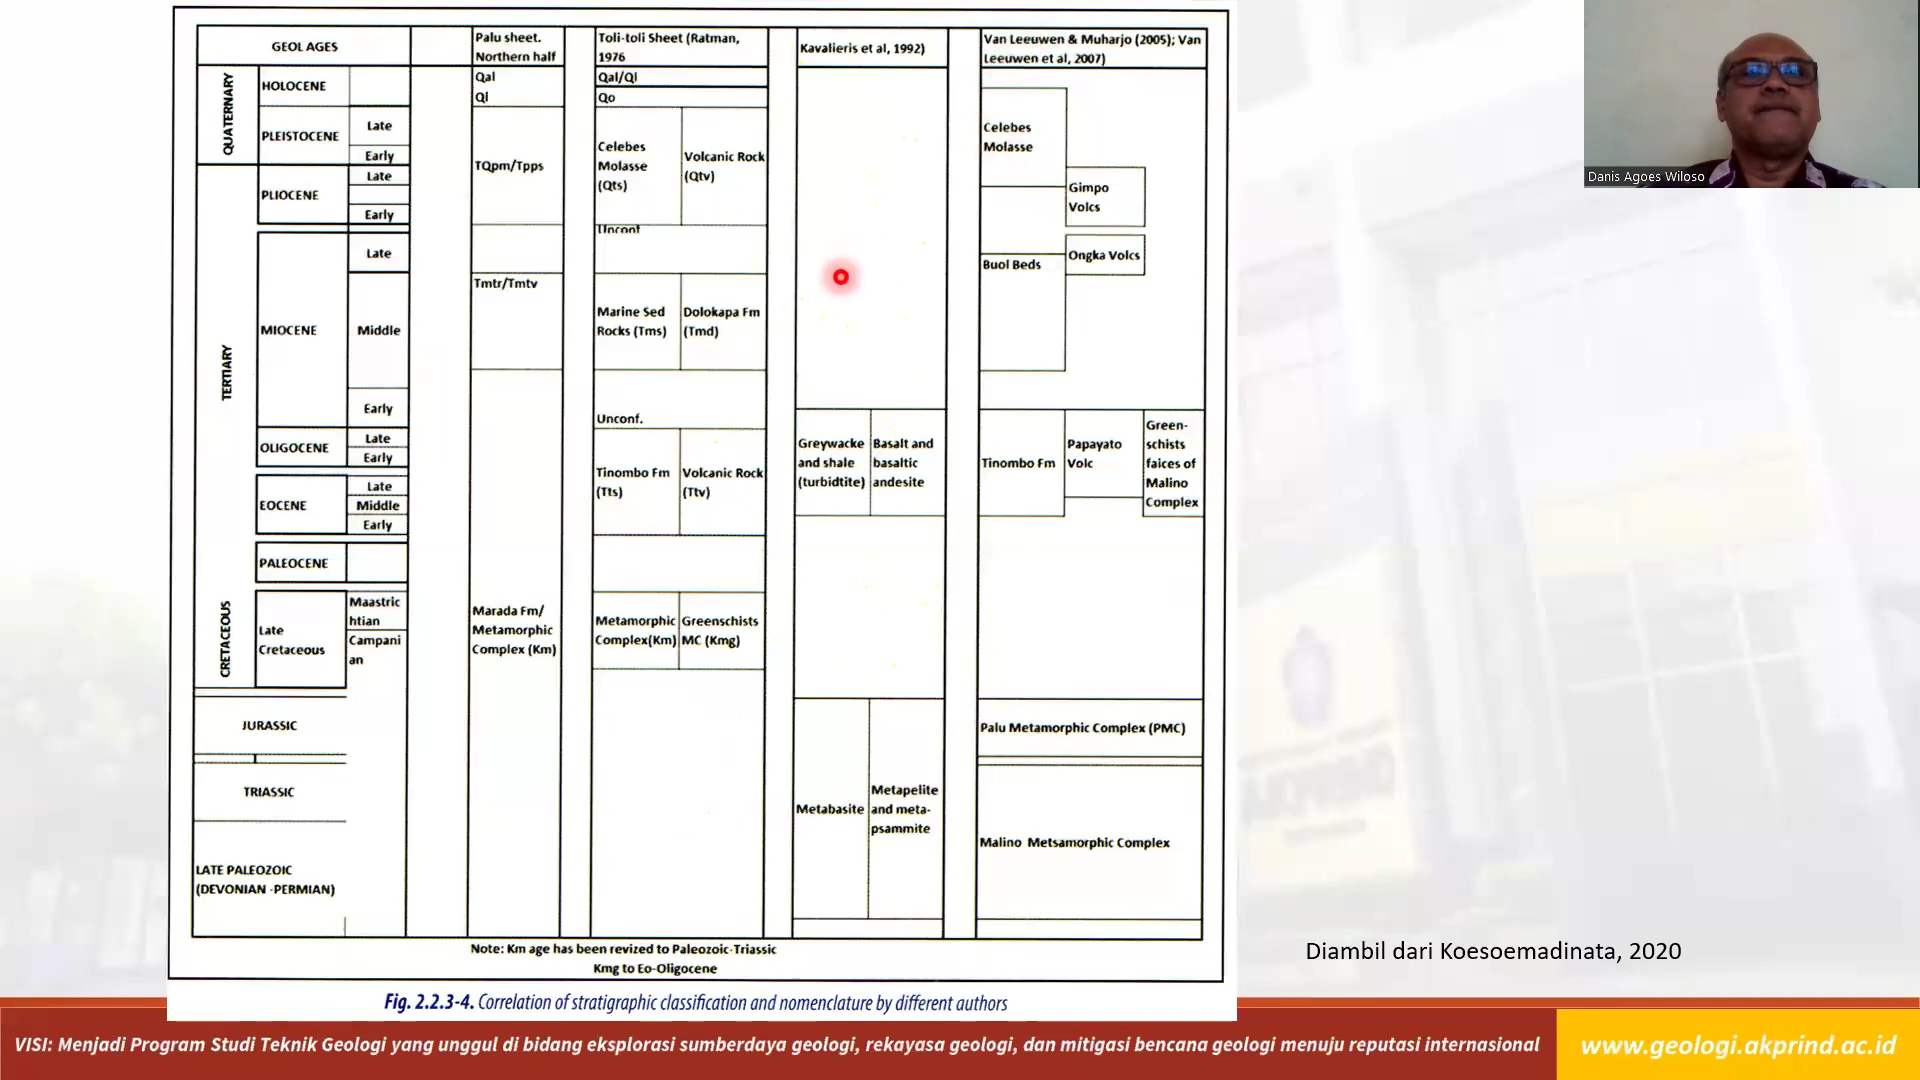 GEOL AGES
Palu sheet.
Northern half
Toli-toli Sheet (Ratman,
1976
Kavalieris et al, 1992)
Van Leeuwen & Muharjo (2005); Van
Leeuwen et al, 2007)
QUATERNARY
HOLOCENE
Qal
Ql
Qal/Ql
Qo
PLEISTOCENE
Late
Early
TQpm/Tpps
Celebes
Molasse
(Qts)
Volcanic Rock
(Qtv)
Celebes
Molasse
TERTIARY
PLIOCENE
Late
Early
Gimpo
Volcs
Uncont
MIOCENE
Late
Middle
Early
Tmtr/Tmtv
Marine Sed
Rocks (Tms)
Dolokapa Fm
(Tmd)
Buol Beds
Ongka Volcs
Unconf.
OLIGOCENE
Late
Early
EOCENE
Late
Middle
Early
Tinombo Fm
(Tts)
Volcanic Rock
(Ttv)
Greywacke
and shale
(turbidtite)
Basalt and
basaltic
andesite
Tinombo Fm
Papayato
Volc
Green-
schists
faices of
Malino
Complex
PALEOCENE
CRETACEOUS
Late
Cretaceous
Maastric
htian
Campani
an
Marada Fm/
Metamorphic
Complex (Km)
Metamorphic
Complex(Km)
Greenschists
MC (Kmg)
JURASSIC
Palu Metamorphic Complex (PMC)
TRIASSIC
Metabasite
Metapelite
and meta-
psammite
Malino Metsamorphic Complex
LATE PALEOZOIC
(DEVONIAN -PERMIAN)
Note: Km age has been revized to Paleozoic-Triassic
Kmg to Eo-Oligocene
Fig. 2.2.3-4. Correlation of stratigraphic classification and nomenclature by different authors
Danis Agoes Wiloso
Diambil dari Koesoemadinata, 2020
VISI: Menjadi Program Studi Teknik Geologi yang unggul di bidang eksplorasi sumberdaya geologi, rekayasa geologi, dan mitigasi bencana geologi menuju reputasi internasional
www.geologi.akprind.ac.id